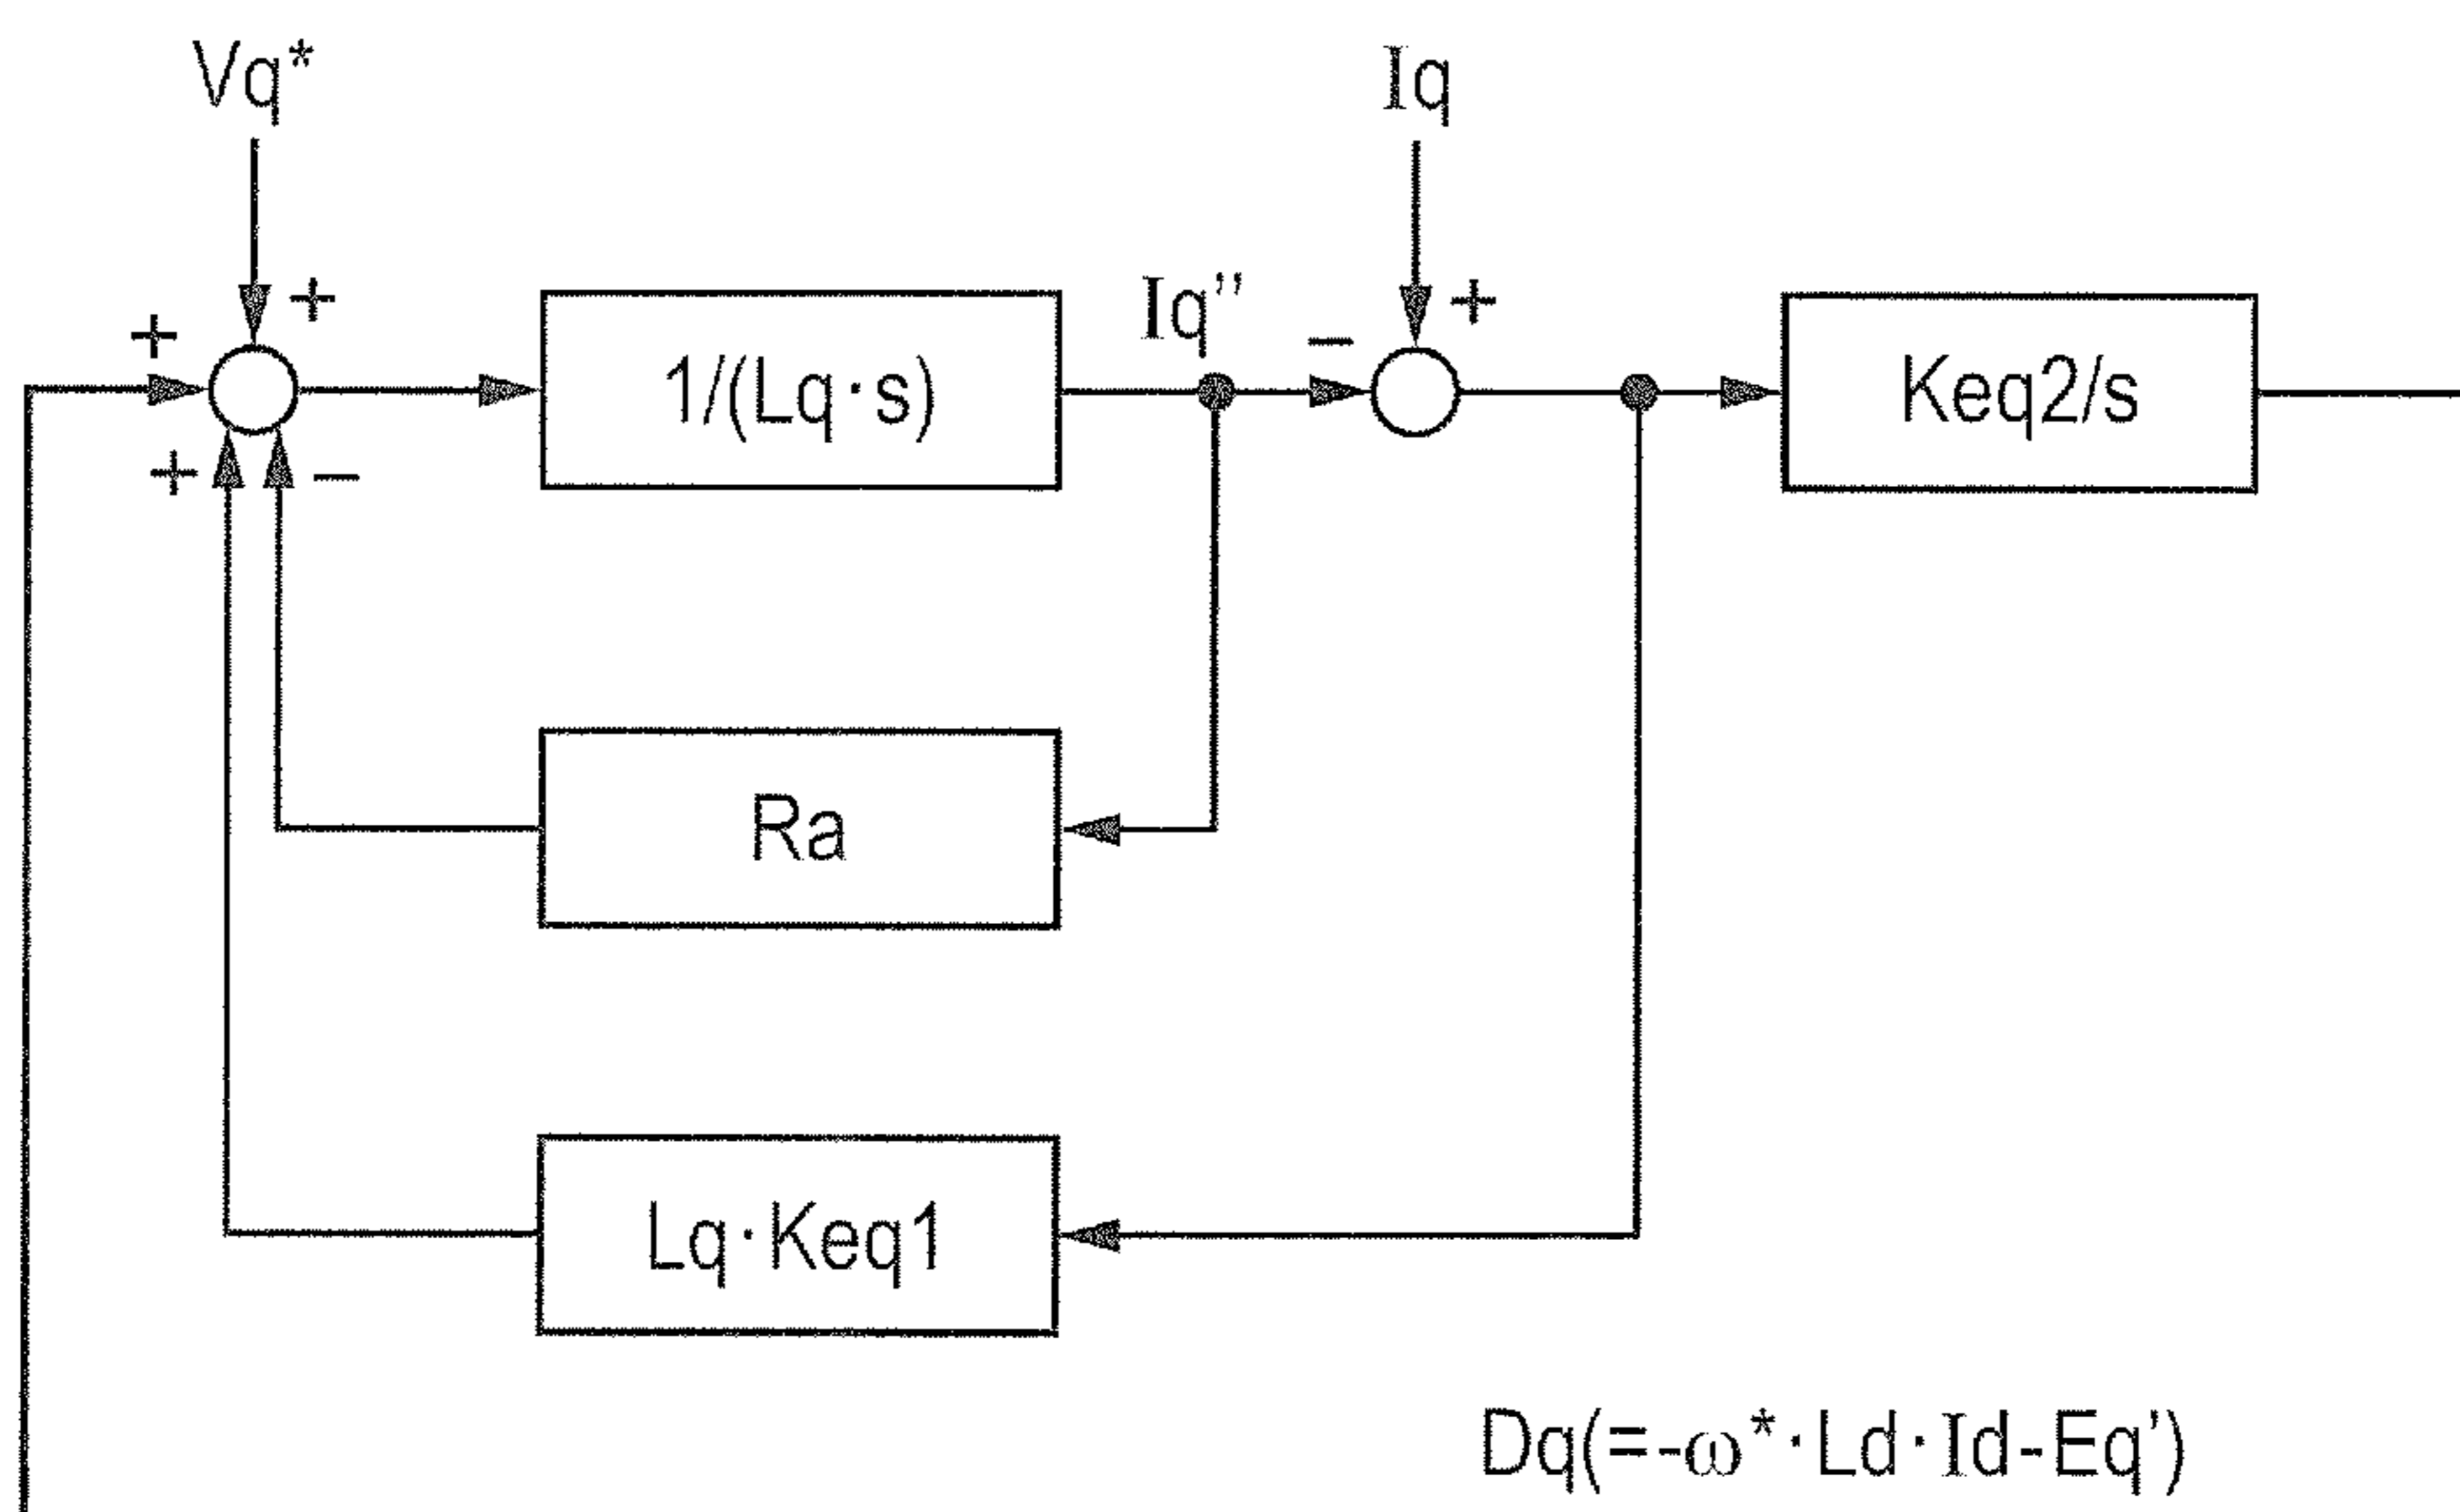 Vq*
Iq
+
+
Iq''
−
+
1/(Lq·s)
Keq2/s
+
−
Ra
Lq·Keq1
Dq(=-ω*·Ld·Id-Eq')